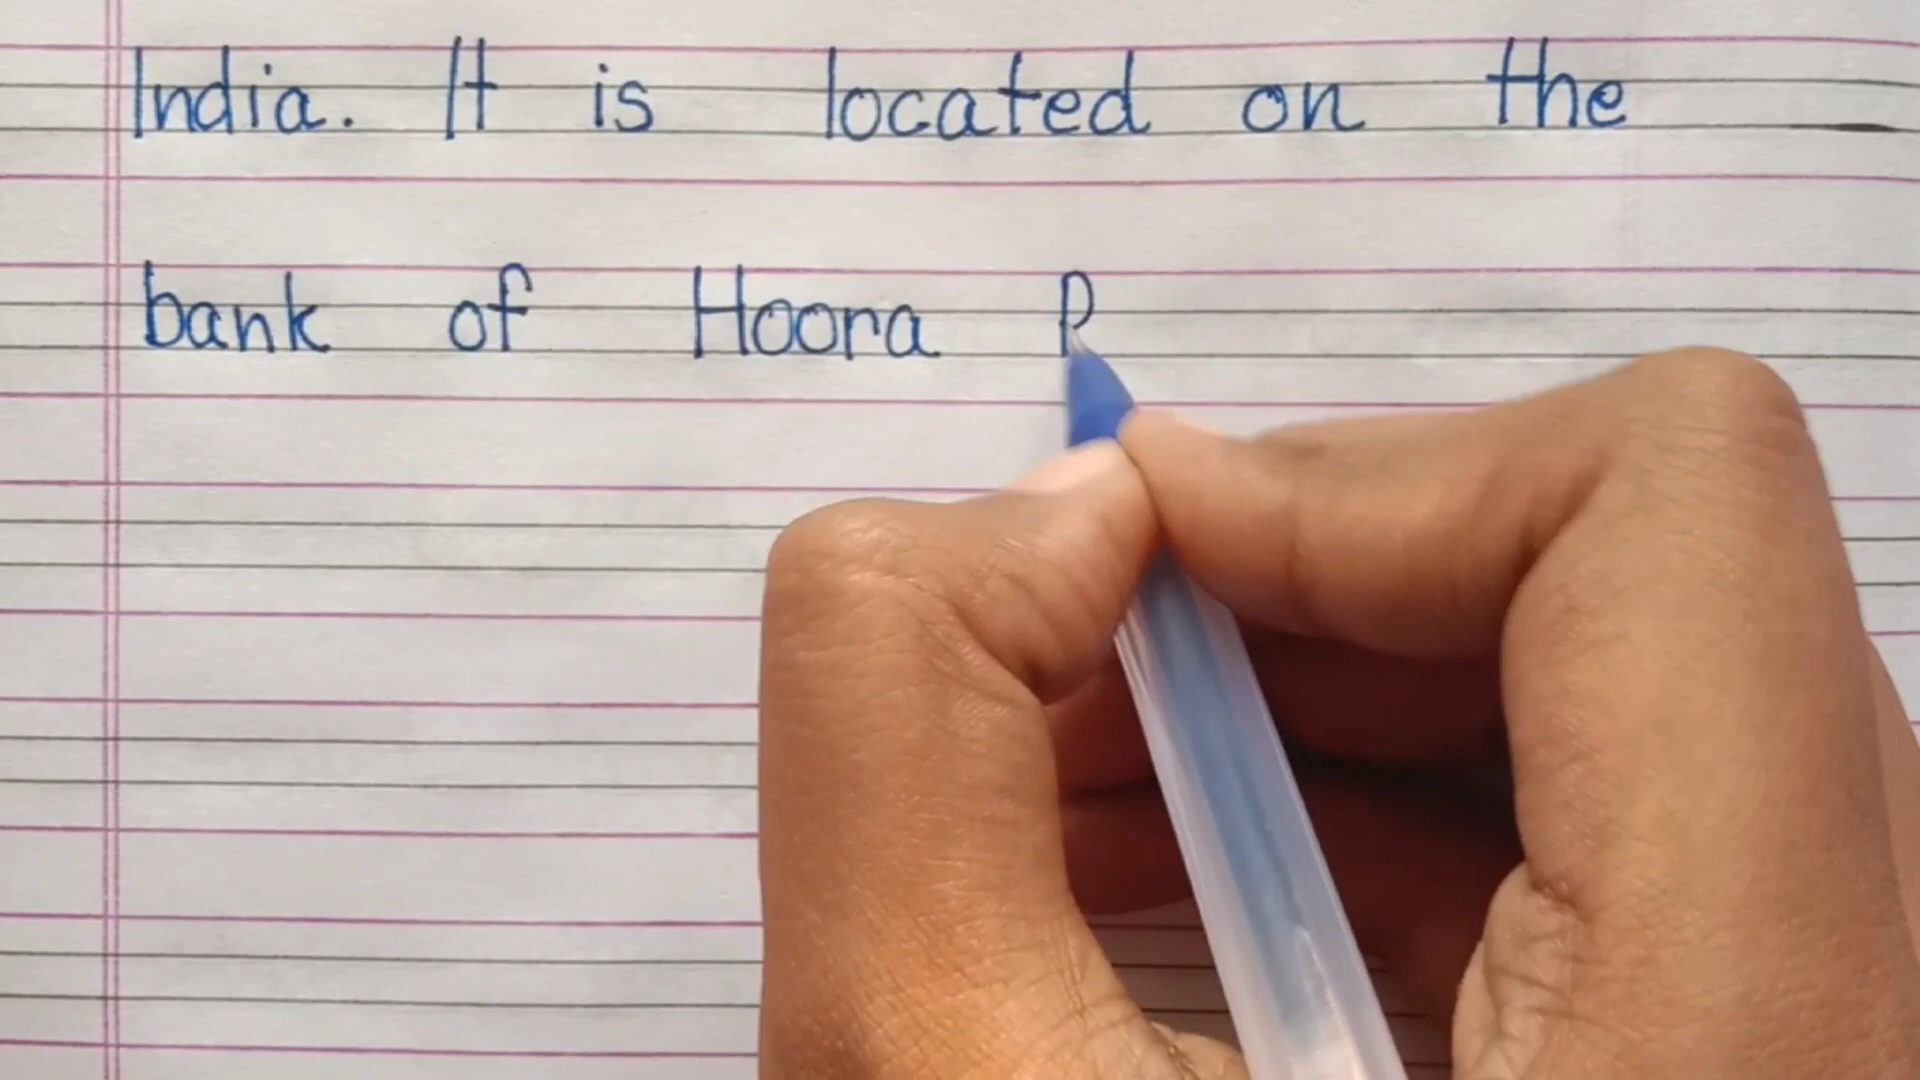 India. It is located on the
bank of Hoora R